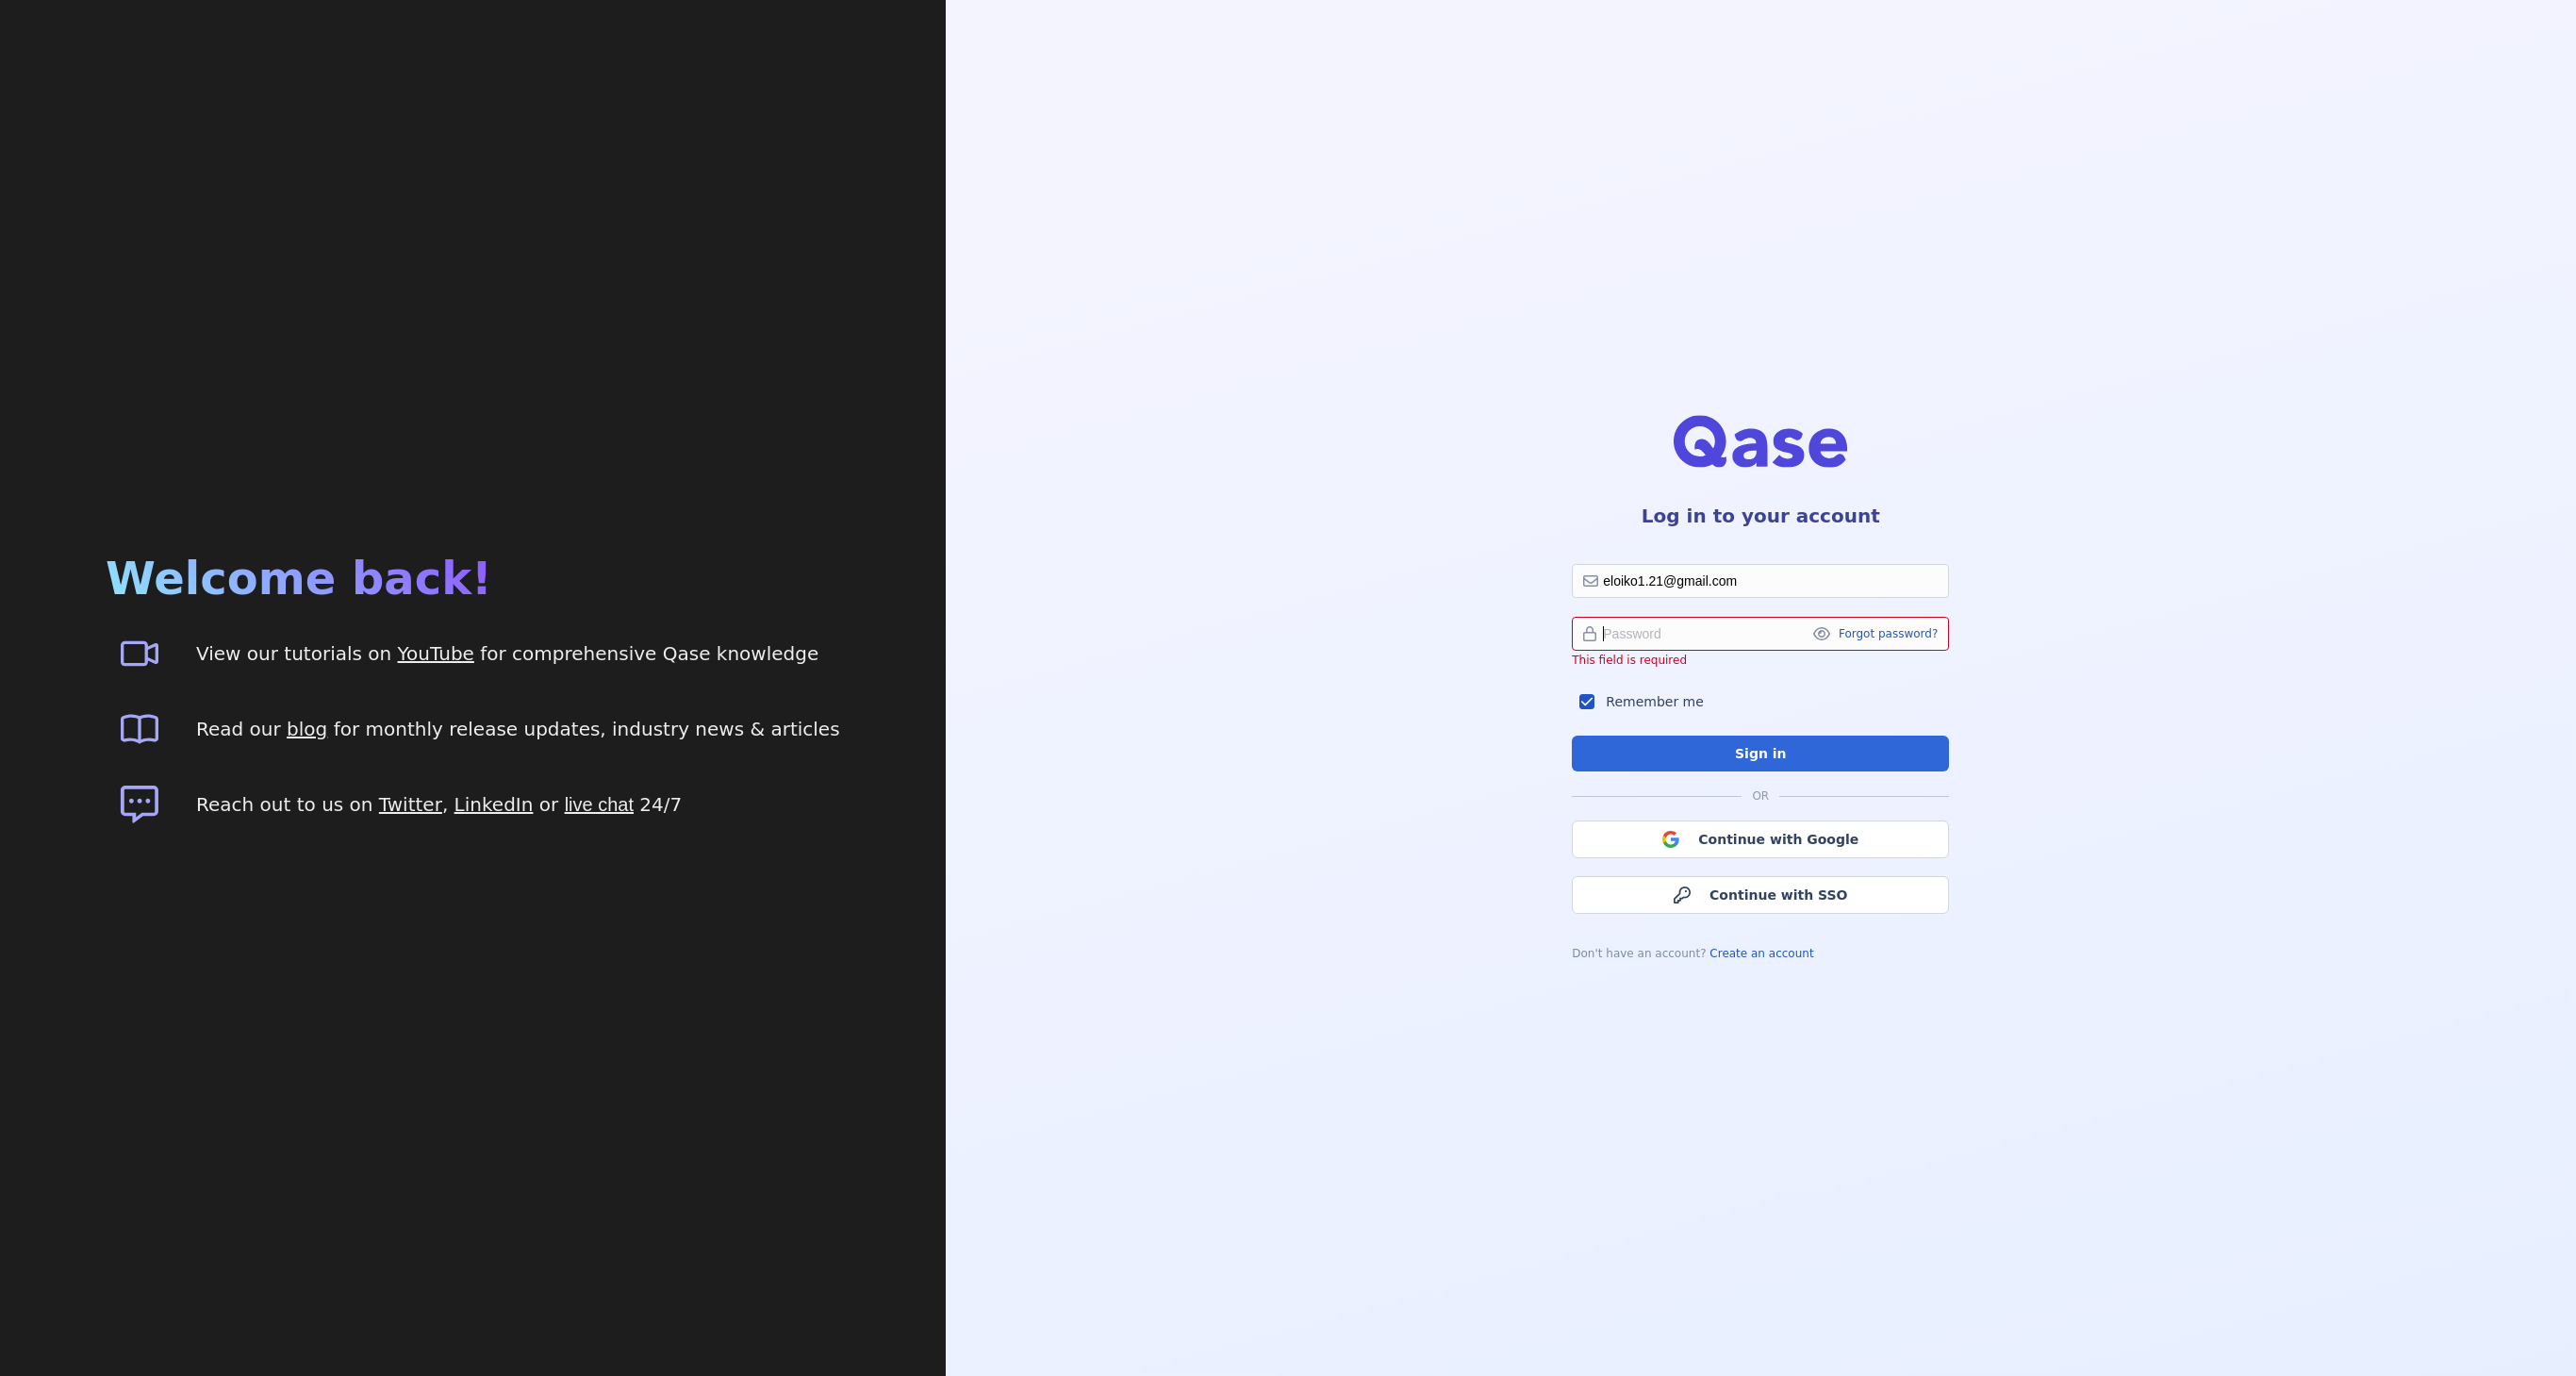 Welcome back!
View our tutorials on YouTube for comprehensive Qase knowledge
Read our blog for monthly release updates, industry news & articles
Reach out to us on Twitter, LinkedIn or live chat 24/7
Qase
Log in to your account
eloiko1.21@gmail.com
Password
Forgot password?
This field is required
Remember me
Sign in
OR
Continue with Google
Continue with SSO
Don't have an account? Create an account